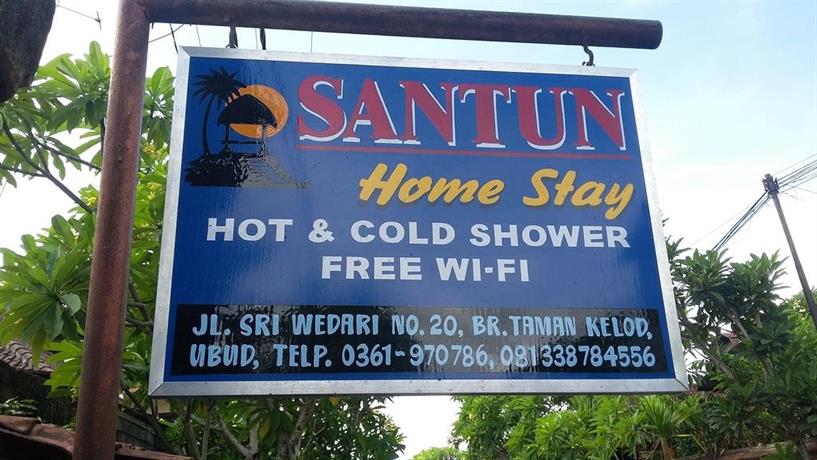 SANTUN
Home Stay
HOT & COLD SHOWER
FREE WI-FI
JL. SRI WEDARI NO. 20, BR. TAMAN KELOD,
UBUD, TELP. 0361-970786, 081338784556